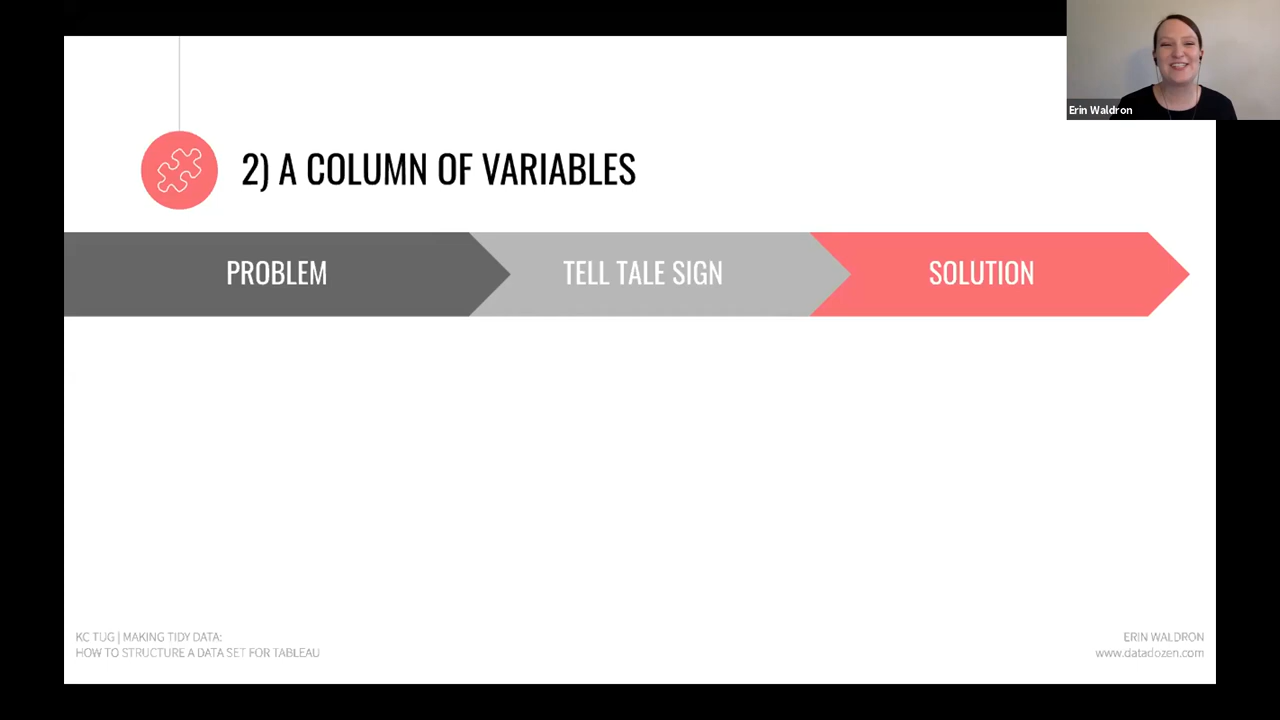 Erin Waldron
2) A COLUMN OF VARIABLES
PROBLEM
TELL TALE SIGN
SOLUTION
KC TUG | MAKING TIDY DATA:
HOW TO STRUCTURE A DATA SET FOR TABLEAU
ERIN WALDRON
www.datadozen.com